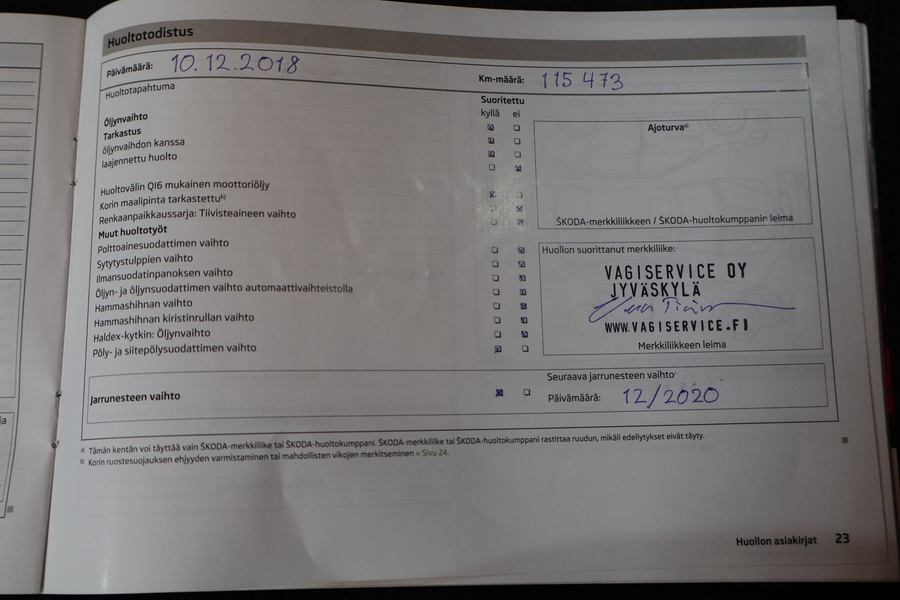 Huoltotodistus
Päivämäärä: 10.12.2018
Km-määrä: 115 473
Huoltotapahtuma
Suoritettu
kyllä ei
Öljynvaihto
Tarkastus
öljynvaihdon kanssa
laajennettu huolto
Huoltovälin QI6 mukainen moottoriöljy
Korin maalipinta tarkastettu b)
Renkaanpaikkaussarja: Tiivisteaineen vaihto
Muut huoltotyöt
Polttoainesuodattimen vaihto
Sytytystulppien vaihto
Ilmansuodatinpanoksen vaihto
Öljyn- ja öljynsuodattimen vaihto automaattivaihteistolla
Hammashihnan vaihto
Hammashihnan kiristinrullan vaihto
Haldex-kytkin: Öljynvaihto
Pöly- ja siitepölysuodattimen vaihto
Ajoturva a)
ŠKODA-merkkiliikkeen / ŠKODA-huoltokumppanin leima
Huollon suorittanut merkkiliike:
VAGISERVICE OY
JYVÄSKYLÄ
WWW.VAGISERVICE.FI
Merkkiliikkeen leima
Jarrunesteen vaihto
Seuraava jarrunesteen vaihto
Päivämäärä: 12/2020
a) Tämän kentän voi täyttää vain ŠKODA-merkkiliike tai ŠKODA-huoltokumppani. ŠKODA-merkkiliike tai ŠKODA-huoltokumppani rastittaa ruudun, mikäli edellytykset eivät täyty.
b) Korin ruostesuojauksen ehjyyden varmistaminen tai mahdollisten vikojen merkitseminen » Sivu 24.
Huollon asiakirjat 23